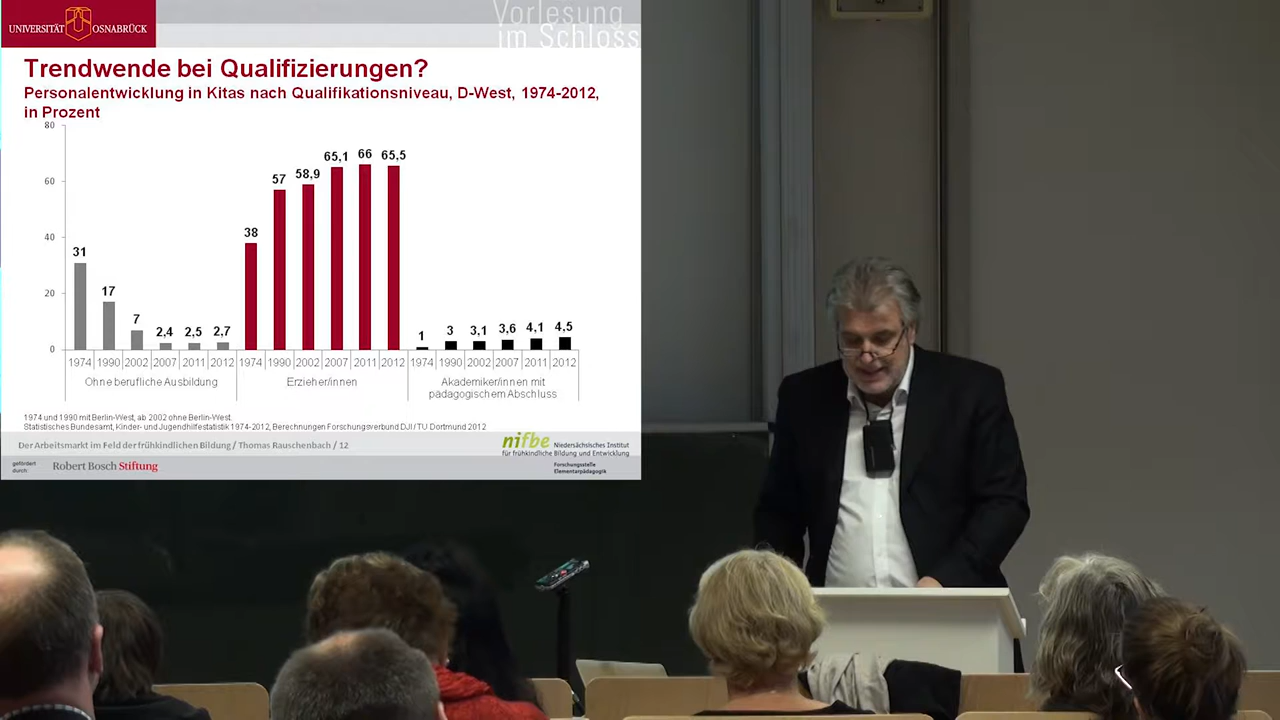 UNIVERSITÄT OSNABRÜCK
Vorlesung
im Schloss
Trendwende bei Qualifizierungen?
Personalentwicklung in Kitas nach Qualifikationsniveau, D-West, 1974-2012,
in Prozent
80
60
40
20
0
31
17
7
2,4
2,5
2,7
38
57
58,9
65,1
66
65,5
1
3
3,1
3,6
4,1
4,5
1974 1990 2002 2007 2011 2012 1974 1990 2002 2007 2011 2012 1974 1990 2002 2007 2011 2012
Ohne berufliche Ausbildung
Erzieher/innen
Akademiker/innen mit
pädagogischem Abschluss
1974 und 1990 mit Berlin-West, ab 2002 ohne Berlin-West.
Statistisches Bundesamt, Kinder- und Jugendhilfestatistik 1974-2012, Berechnungen Forschungsverbund DJI/TU Dortmund 2012
Der Arbeitsmarkt im Feld der frühkindlichen Bildung / Thomas Rauschenbach / 12
nifbe Niedersächsisches Institut
für frühkindliche Bildung und Entwicklung
gefördert
durch:
Robert Bosch Stiftung
Forschungsstelle
Elementarpädagogik